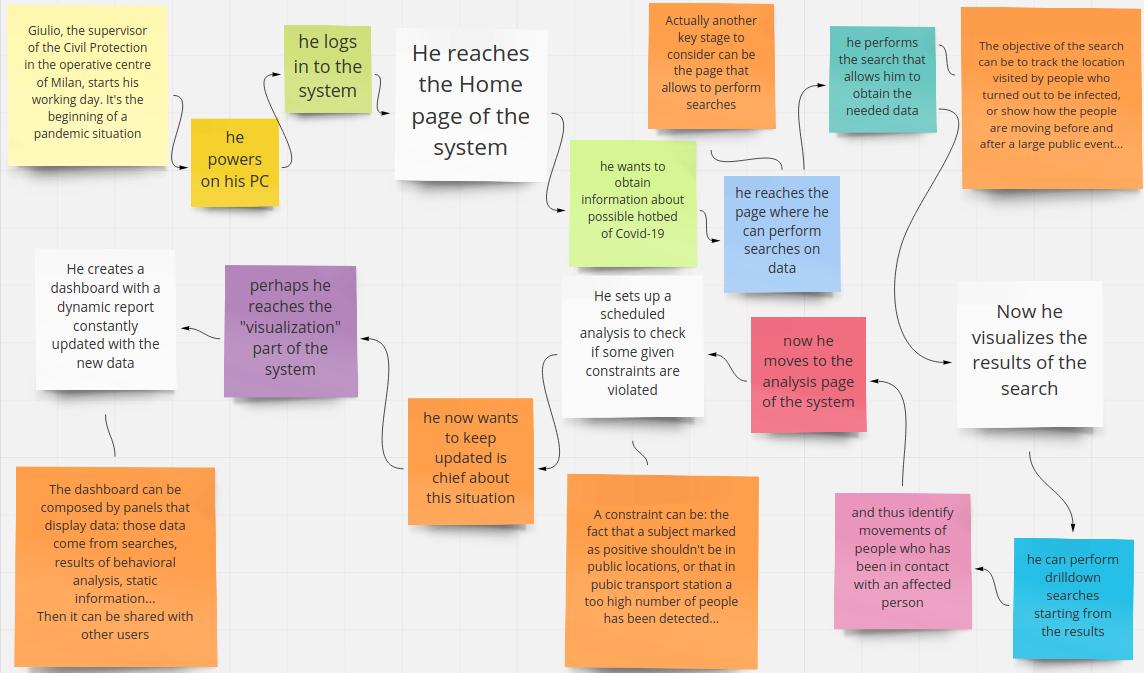 Giulio, the supervisor
of the Civil Protection
in the operative centre
of Milan, starts his
working day. It's the
beginning of a
pandemic situation
he
powers
on his PC
he logs
in to the
system
He reaches
the Home
page of the
system
he wants to
obtain
information about
possible hotbed
of Covid-19
Actually another
key stage to
consider can be
the page that
allows to perform
searches
he reaches the
page where he
can perform
searches on
data
he performs
the search that
allows him to
obtain the
needed data
The objective of the search
can be to track the location
visited by people who
turned out to be infected,
or show how the people
are moving before and
after a large public event...
Now he
visualizes the
results of the
search
he can perform
drilldown
searches
starting from
the results
and thus identify
movements of
people who has
been in contact
with an affected
person
now he
moves to the
analysis page
of the system
He sets up a
scheduled
analysis to check
if some given
constraints are
violated
A constraint can be: the
fact that a subject marked
as positive shouldn't be in
public locations, or that in
pubic transport station a
too high number of people
has been detected...
he now wants
to keep
updated is
chief about
this situation
perhaps he
reaches the
"visualization"
part of the
system
He creates a
dashboard with a
dynamic report
constantly
updated with the
new data
The dashboard can be
composed by panels that
display data: those data
come from searches,
results of behavioral
analysis, static
information...
Then it can be shared with
other users